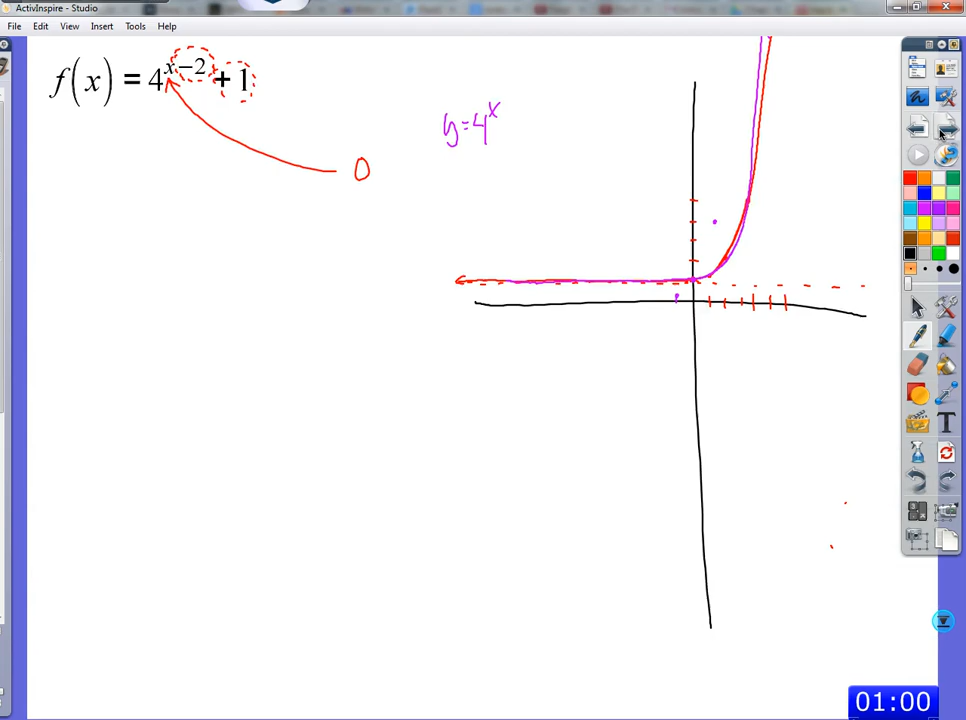 ActivInspire - Studio
File Edit View Insert Tools Help
f(x) = 4^{x-2} + 1
y=4^x
0
01:00